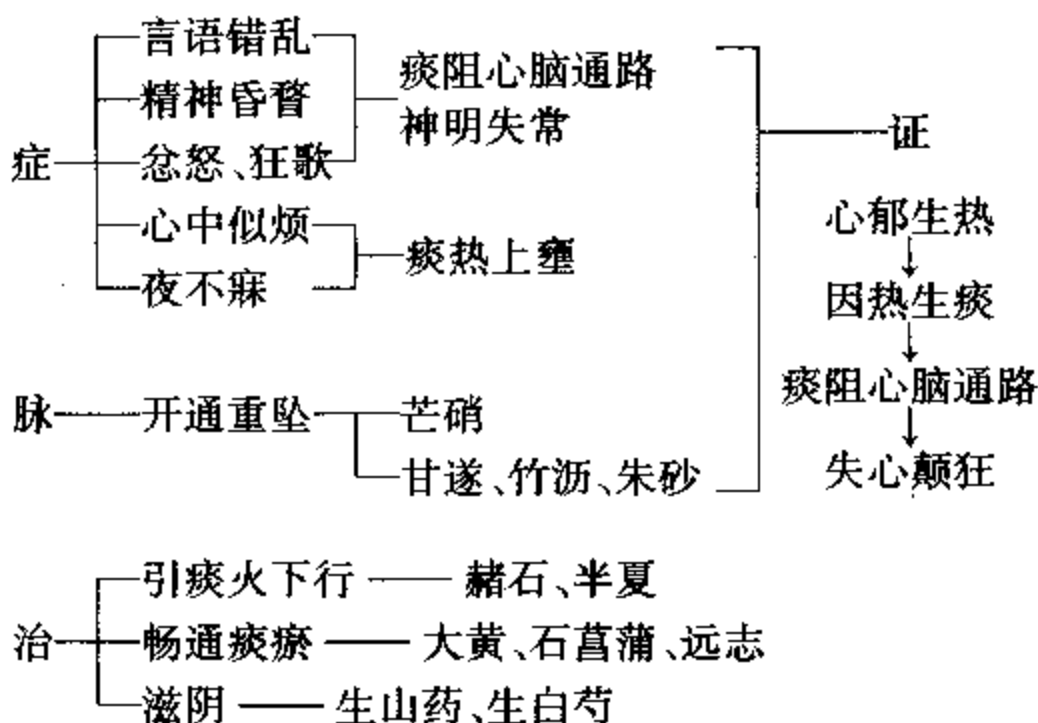 言语错乱
精神昏瞀
忿怒、狂歌
心中似烦
夜不寐
症
痰阻心脑通路
神明失常
痰热上壅
证
心郁生热
因热生痰
痰阻心脑通路
失心颠狂
脉
开通重坠
芒硝
甘遂、竹沥、朱砂
治
引痰火下行
赭石、半夏
畅通痰瘀
大黄、石菖蒲、远志
滋阴
生山药、生白芍